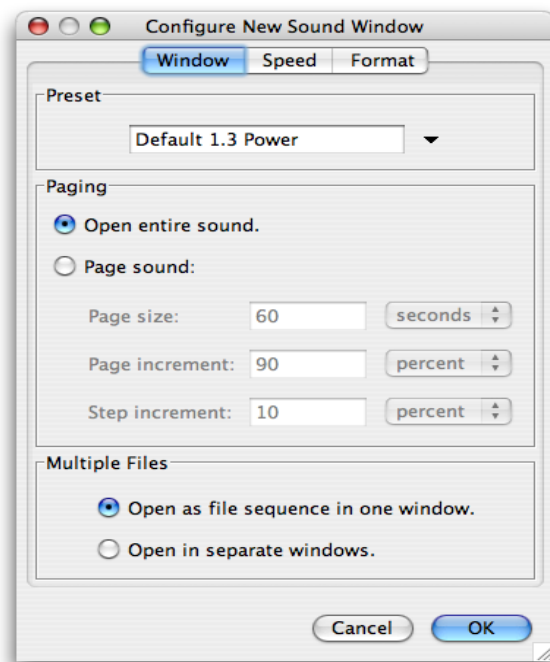 Configure New Sound Window
Window Speed Format
Preset
Default 1.3 Power
Paging
Open entire sound.
Page sound:
Page size: 60 seconds
Page increment: 90 percent
Step increment: 10 percent
Multiple Files
Open as file sequence in one window.
Open in separate windows.
Cancel OK